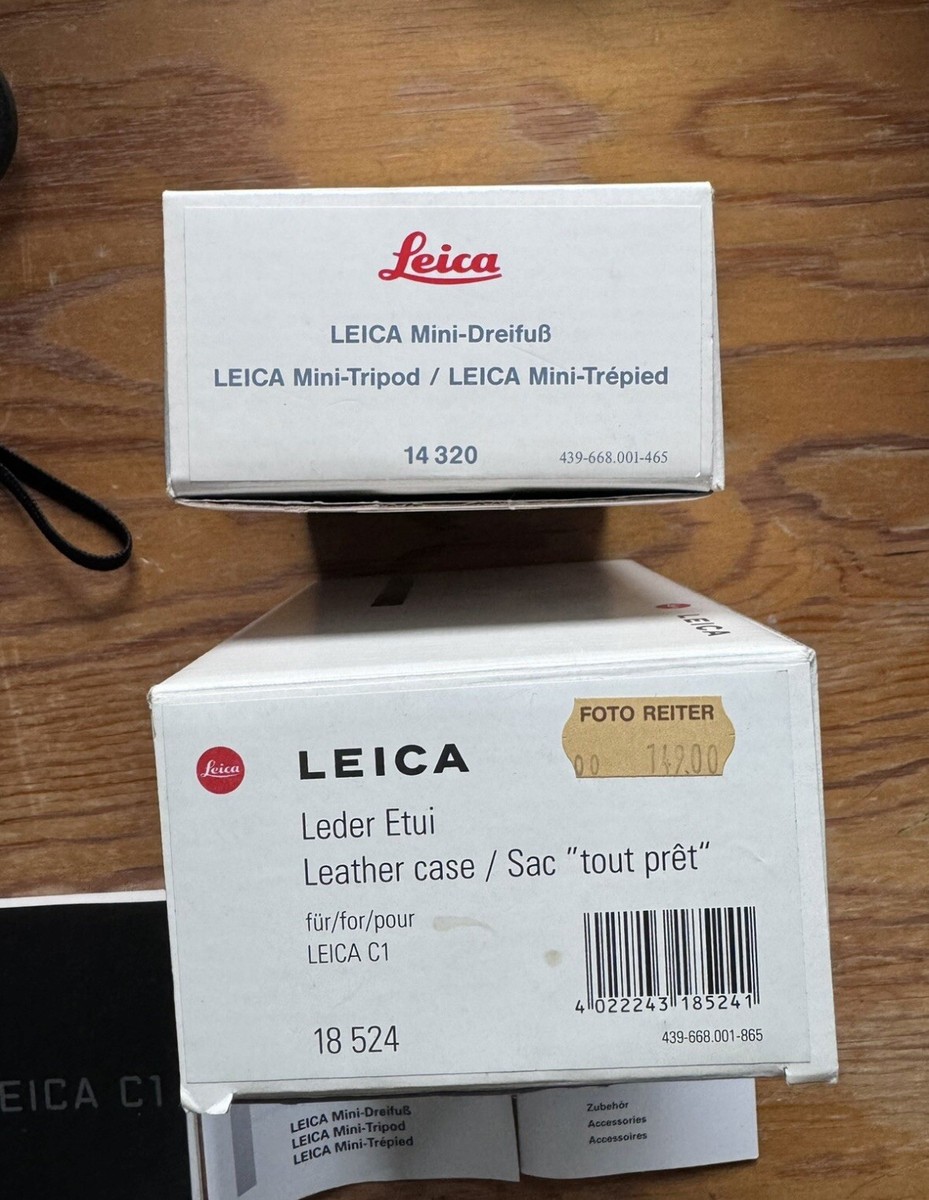 Leica
LEICA Mini-Dreifuß
LEICA Mini-Tripod / LEICA Mini-Trépied
14 320
439-668.001-465
LEICA
FOTO REITER
00 149.00
Leica
LEICA
Leder Etui
Leather case / Sac "tout prêt“
für/for/pour
LEICA C1
4 022243 185241
18 524
439-668.001-865
EICA C1
LEICA Mini-Dreifuß
LEICA Mini-Tripod
LEICA Mini-Trépied
Zubehör
Accessories
Accessoires